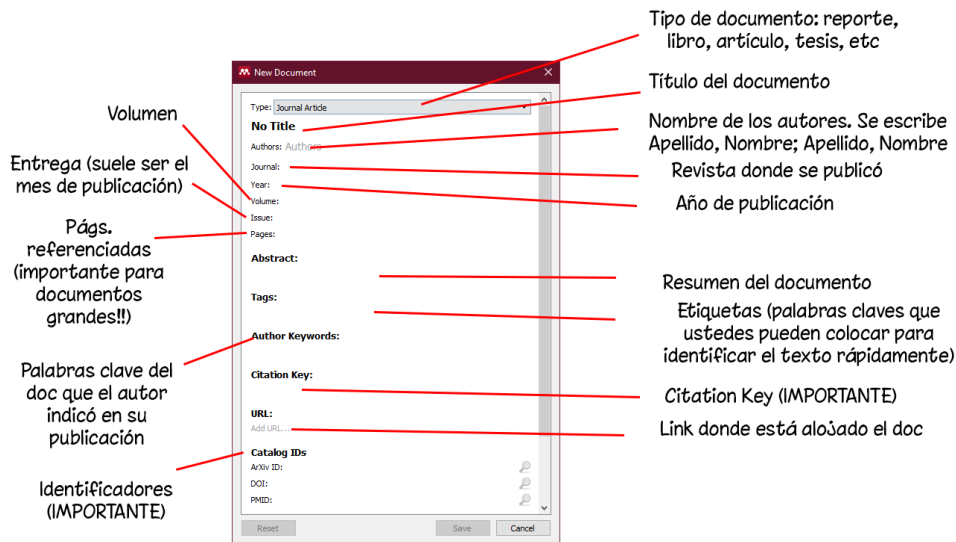 Tipo de documento: reporte,
libro, artículo, tesis, etc
Título del documento
Nombre de los autores. Se escribe
Apellido, Nombre; Apellido, Nombre
Revista donde se publicó
Año de publicación
Resumen del documento
Etiquetas (palabras claves que
ustedes pueden colocar para
identificar el texto rápidamente)
Citation Key (IMPORTANTE)
Link donde está alojado el doc
Volumen
Entrega (suele ser el
mes de publicación)
Págs.
referenciadas
(importante para
documentos
grandes!!)
Palabras clave del
doc que el autor
indicó en su
publicación
Identificadores
(IMPORTANTE)
New Document
Type: Journal Article
No Title
Authors: Authors
Journal:
Year:
Volume:
Issue:
Pages:
Abstract:
Tags:
Author Keywords:
Citation Key:
URL:
Add URL...
Catalog IDs
ArXiv ID:
DOI:
PMID:
Reset Save Cancel